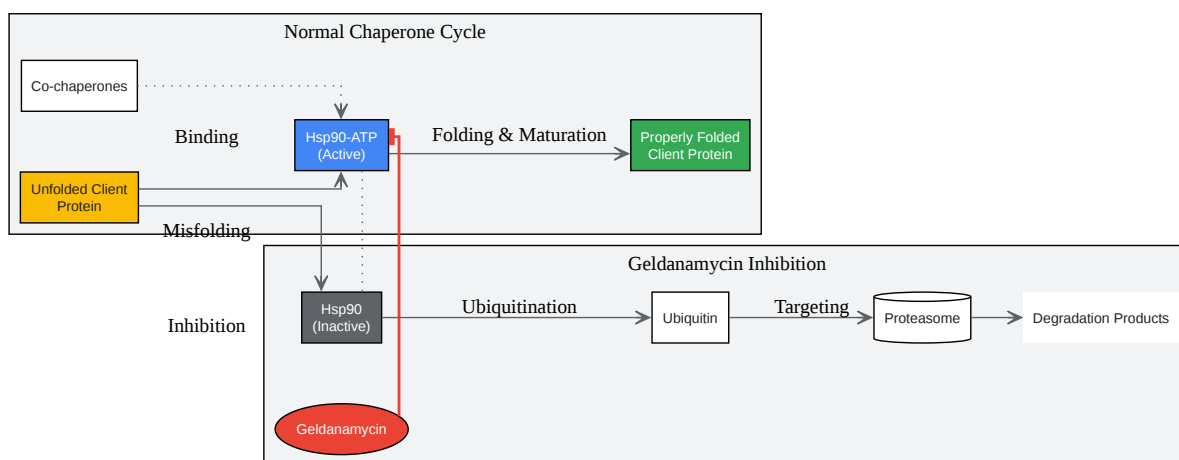 Normal Chaperone Cycle
Co-chaperones
Binding
Hsp90-ATP
(Active)
Folding & Maturation
Properly Folded
Client Protein
Unfolded Client
Protein
Misfolding
Geldanamycin Inhibition
Inhibition
Hsp90
(Inactive)
Ubiquitination
Ubiquitin
Targeting
Proteasome
Degradation Products
Geldanamycin